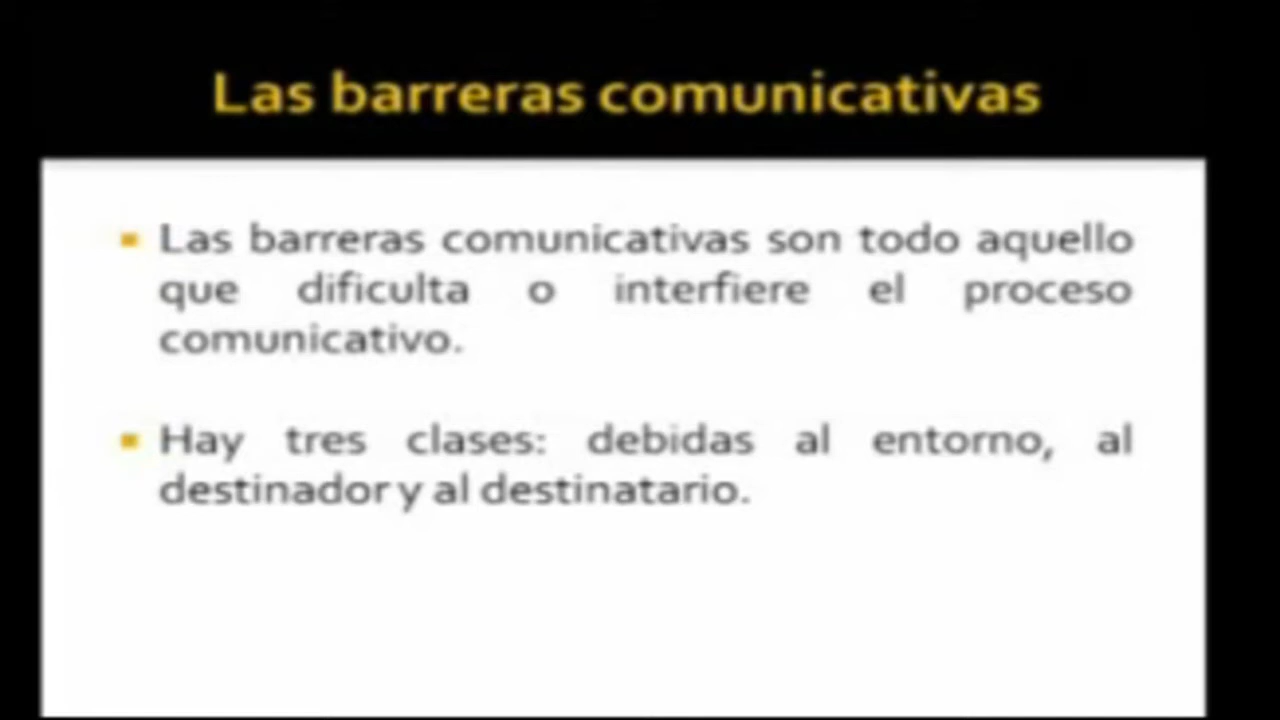 Las barreras comunicativas
Las barreras comunicativas son todo aquello
que dificulta o interfiere el proceso
comunicativo.
Hay tres clases: debidas al entorno, al
destinador y al destinatario.